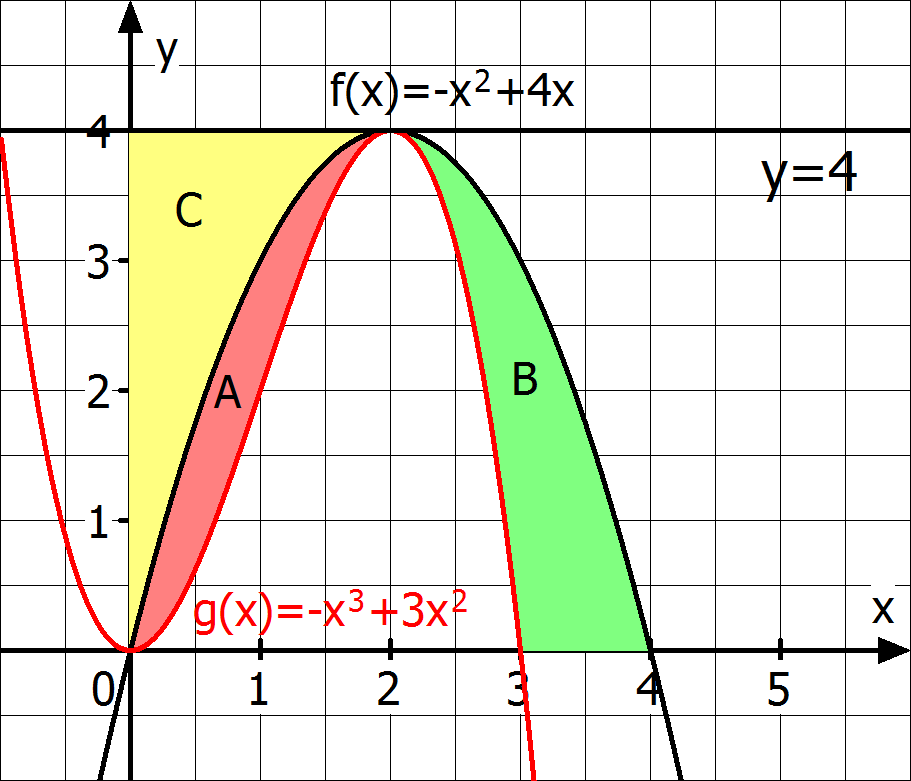 y
f(x)=-x²+4x
4
y=4
C
3
A
2
B
1
g(x)=-x³+3x²
x
0 1 2 3 4 5